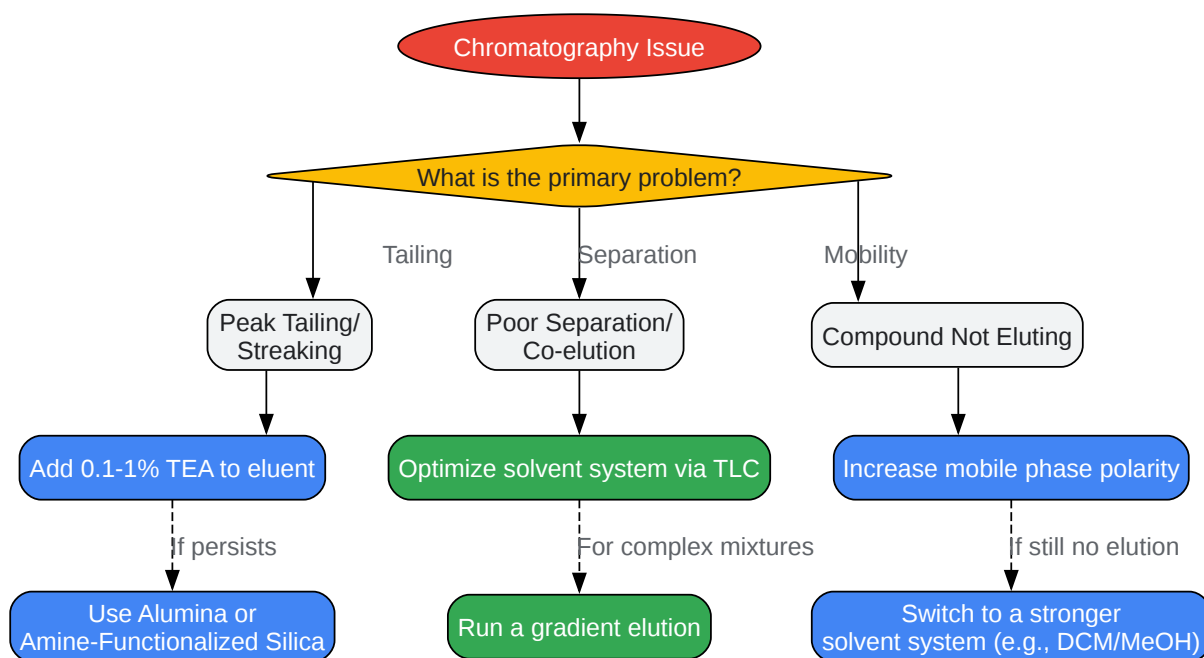 Chromatography Issue
What is the primary problem?
Tailing
Separation
Mobility
Peak Tailing/
Streaking
Poor Separation/
Co-elution
Compound Not Eluting
Add 0.1-1% TEA to eluent
Optimize solvent system via TLC
Increase mobile phase polarity
If persists
For complex mixtures
If still no elution
Use Alumina or
Amine-Functionalized Silica
Run a gradient elution
Switch to a stronger
solvent system (e.g., DCM/MeOH)